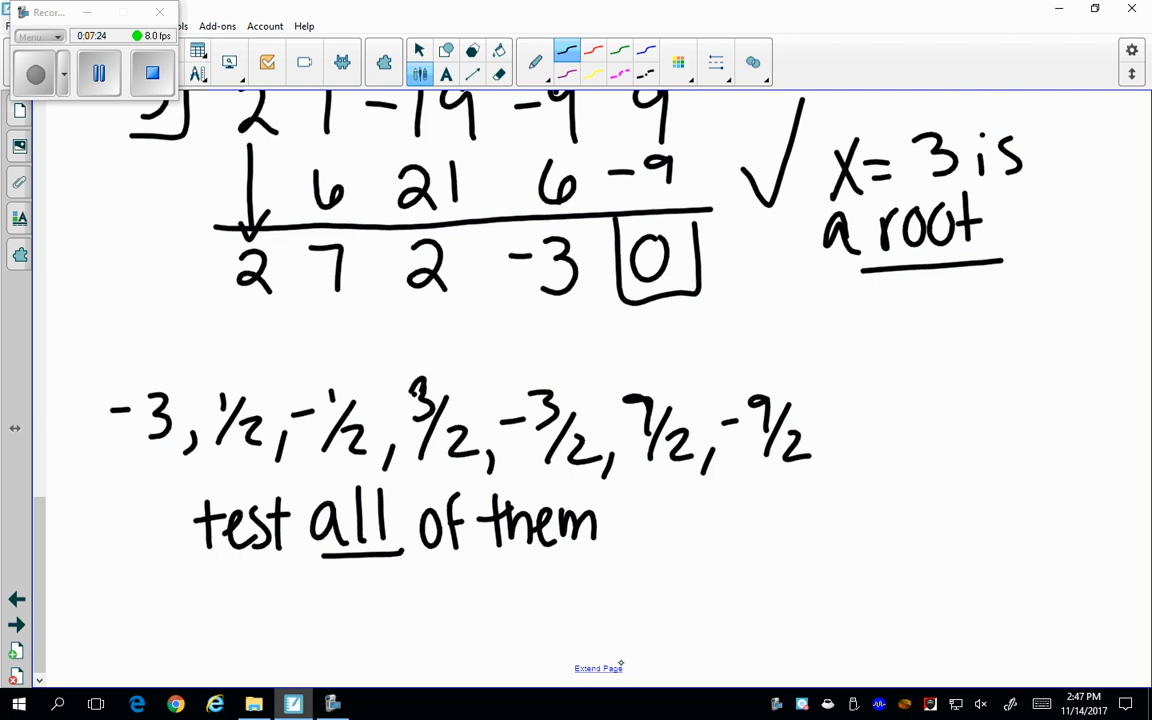 Recor...
Menu
0:07:24
8.0 fps
ols Add-ons Account Help
2 1 -19 -9 9
6 21 6 -9
2 7 2 -3 0
x= 3 is
a root
-3, 1/2, -1/2, 3/2, -3/2, 9/2, -9/2
test all of them
Extend Page
2:47 PM
11/14/2017